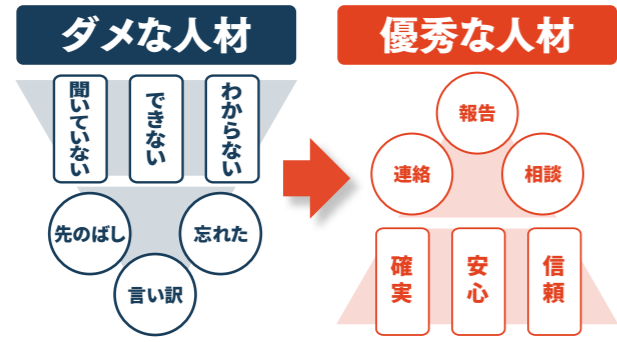 ダメな人材
聞いていない
できない
わからない
先のばし
忘れた
言い訳
優秀な人材
報告
連絡
相談
確実
安心
信頼